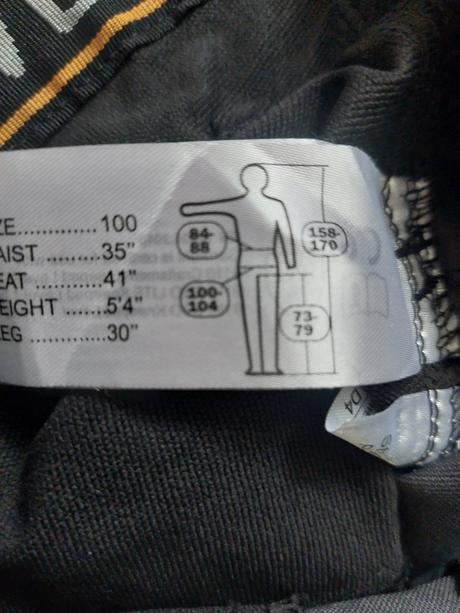 ZE..............100
AIST .........35"
EAT..............41"
EIGHT .......5'4"
EG .............30"
84-
88
100-
104
158-
170
73-
79